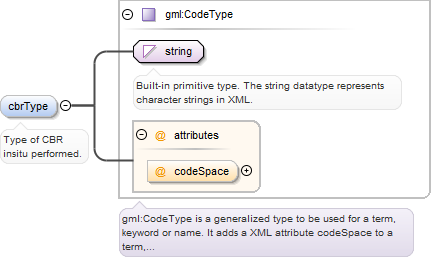 gml:CodeType
string
Built-in primitive type. The string datatype represents
character strings in XML.
cbrType
Type of CBR
insitu performed.
@ attributes
@ codeSpace
gml:CodeType is a generalized type to be used for a term,
keyword or name. It adds a XML attribute codeSpace to a
term,...